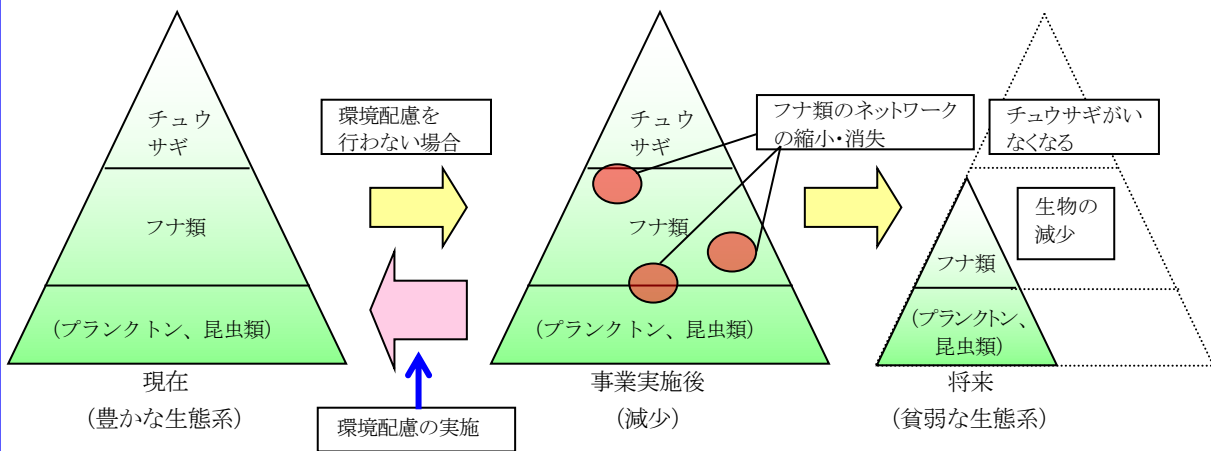 チュウ
サギ
フナ類
(プランクトン、昆虫類)
現在
(豊かな生態系)
環境配慮を
行わない場合
環境配慮の実施
チュウ
サギ
フナ類
(プランクトン、昆虫類)
事業実施後
(減少)
フナ類のネットワーク
の縮小・消失
チュウサギがい
なくなる
生物の
減少
フナ類
(プランクトン、
昆虫類)
将来
(貧弱な生態系)